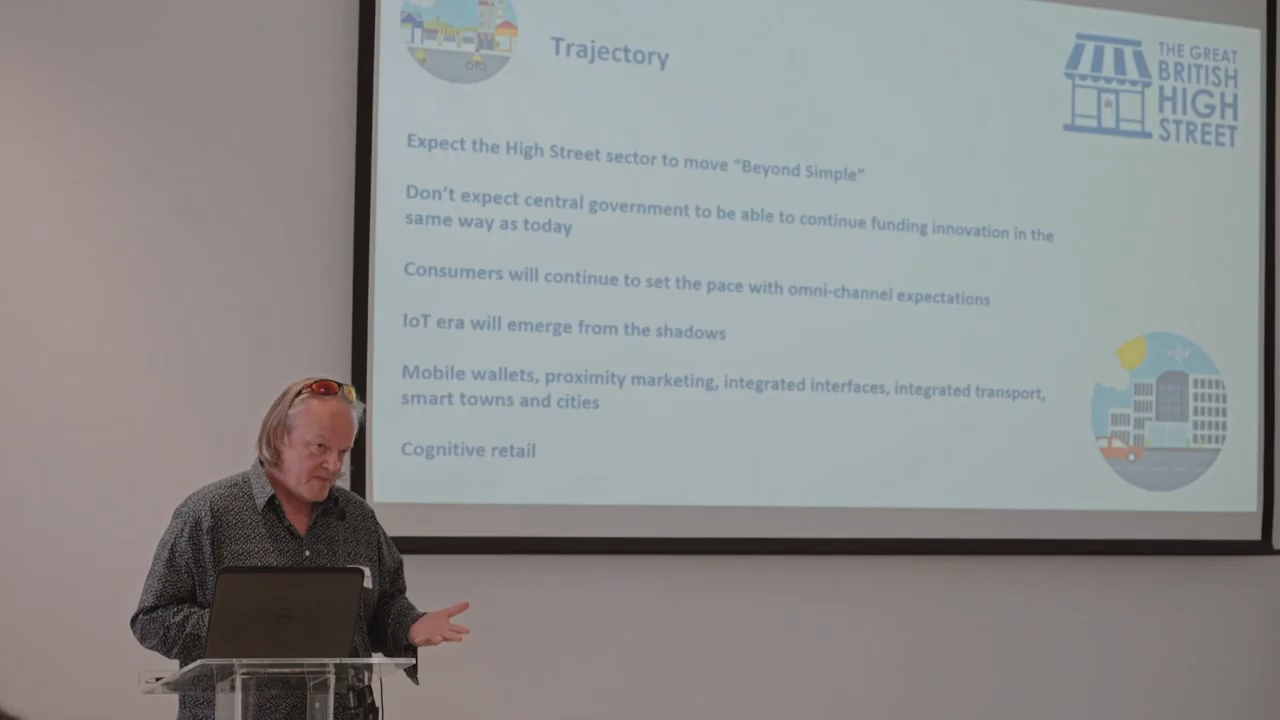 Trajectory
THE GREAT
BRITISH
HIGH
STREET
Expect the High Street sector to move “Beyond Simple”
Don’t expect central government to be able to continue funding innovation in the
same way as today
Consumers will continue to set the pace with omni-channel expectations
IoT era will emerge from the shadows
Mobile wallets, proximity marketing, integrated interfaces, integrated transport,
smart towns and cities
Cognitive retail
DELL